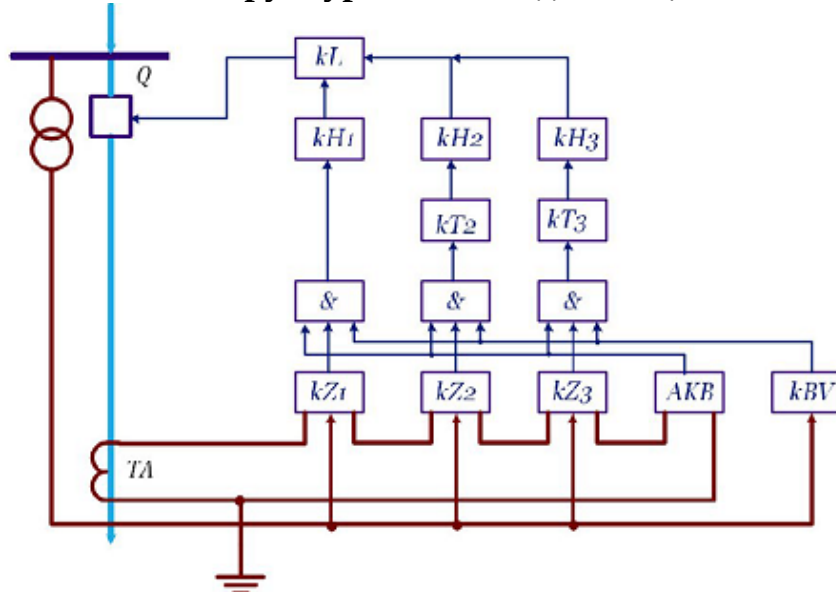 kL
Q
kH1 kH2 kH3
kT2 kT3
& & &
kZ1 kZ2 kZ3 AKB kBV
TA